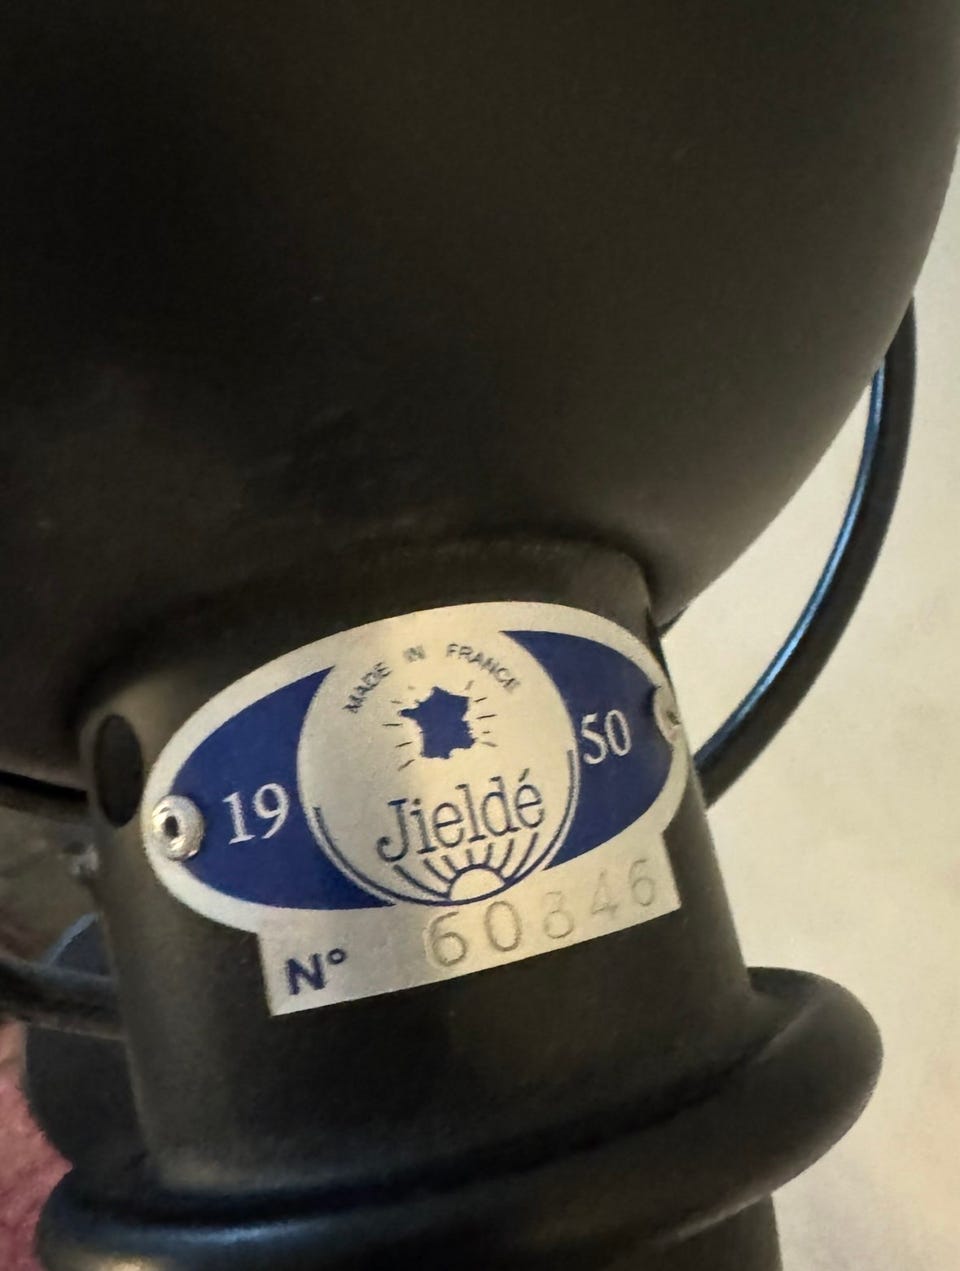 MADE IN FRANCE
19 50
Jieldé
N° 60846